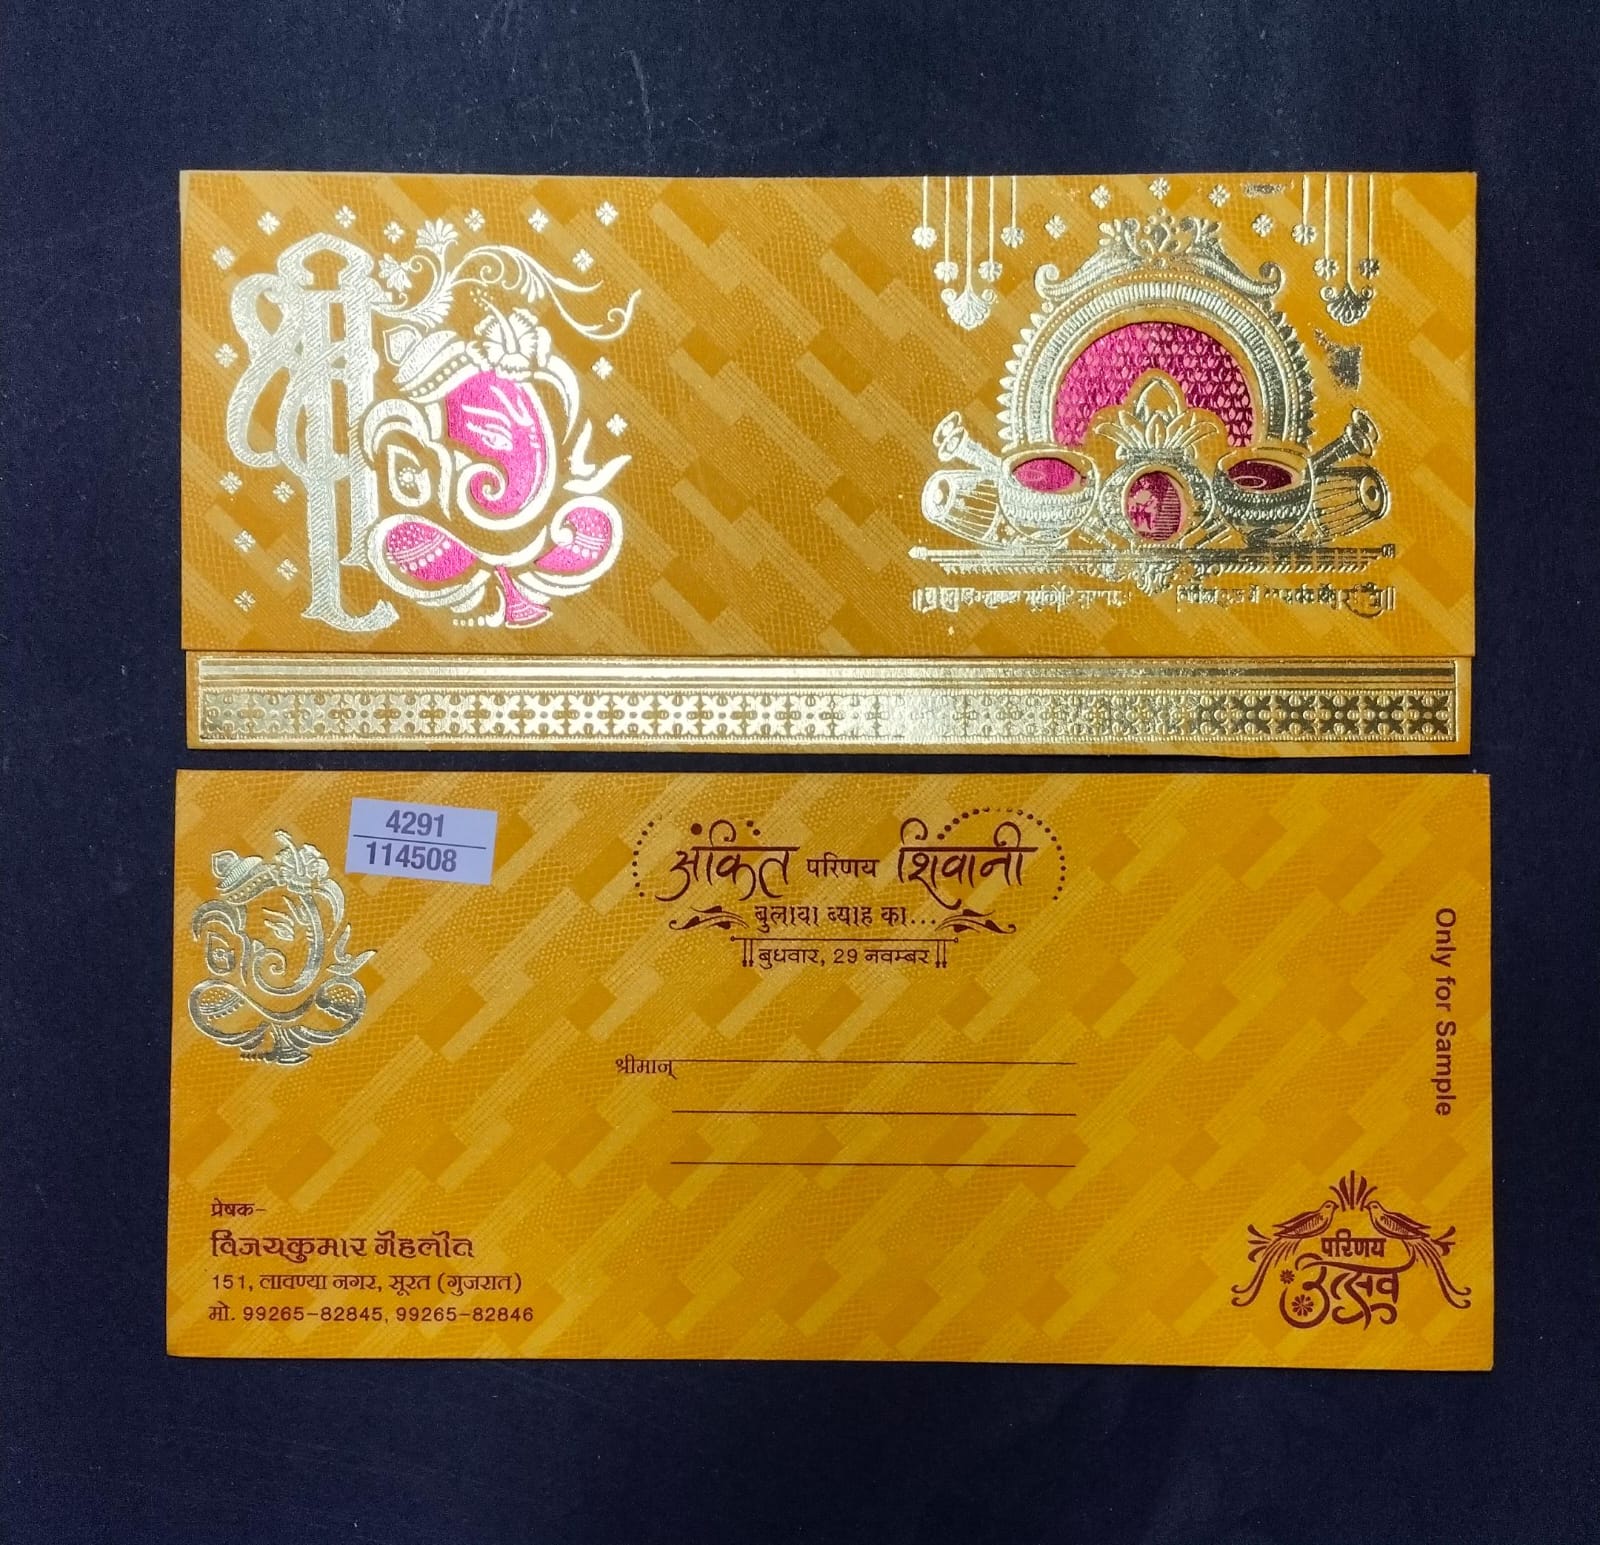 श्री
4291
114508
अंकित परिणय शिवानी
बुलावा ब्याह का...
||बुधवार, 29 नवम्बर||
श्रीमान्
Only for Sample
प्रेषक-
विजयकुमार गेहलोत
151, लावण्या नगर, सूरत (गुजरात)
मो. 99265-82845, 99265-82846
परिणय
उत्सव